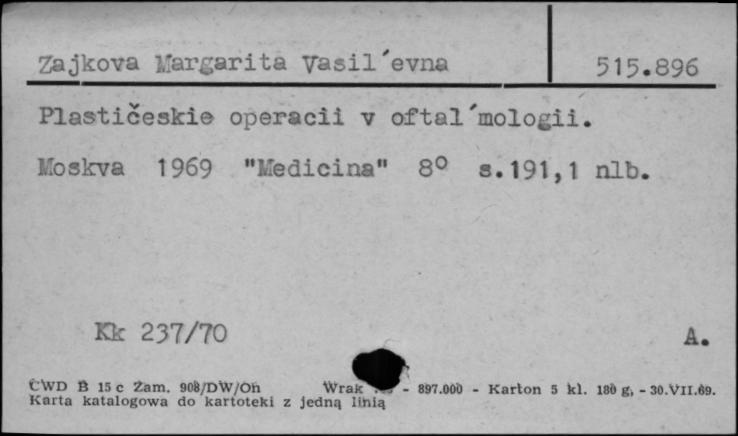 Zajkova Margarita Vasil´evna 515.896
Plastičeskie operacii v oftal´mologii.
Moskva 1969 "Medicina" 8° s.191,1 nlb.
Kk 237/70 A.
CWD B 15 c Zam. 908/DW/Oń Wrak - 897.000 - Karton 5 kl. 180 g, - 30.VII.69.
Karta katalogowa do kartoteki z jedną linią